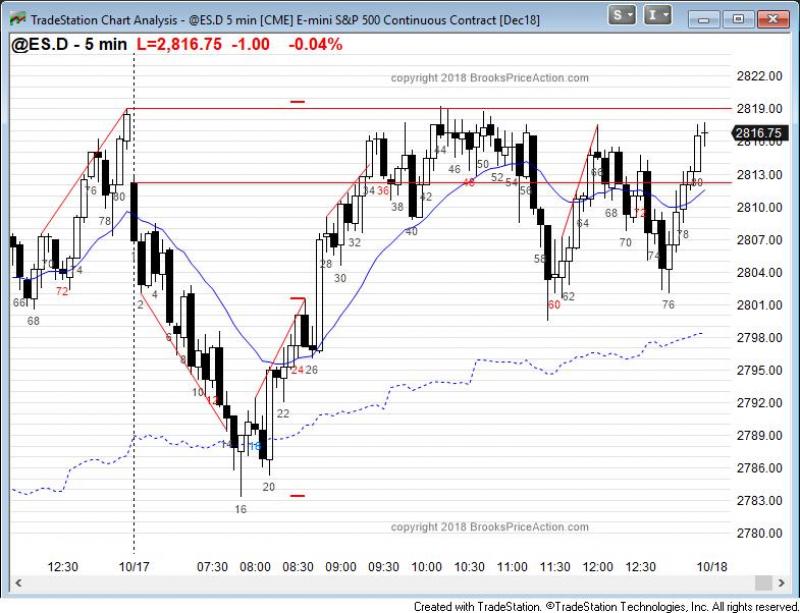 TradeStation Chart Analysis - @ES.D 5 min [CME] E-mini S&P 500 Continuous Contract [Dec18]
S I
@ES.D - 5 min L=2,816.75 -1.00 -0.04%
copyright 2018 BrooksPriceAction.com
2822.00
2819.00
2816.75
2816.00
2813.00
2810.00
2807.00
2804.00
2801.00
2798.00
2795.00
2792.00
2789.00
2786.00
2783.00
2780.00
44 46 48 50 52 54 56
34 36 38 40 42
28 30 32
66 68 70 72 74 76 78 80
2 4 6 8 10 12 14 16 18
20 22 24 26
58 60 62 64 66 68 70 72 74 76 78 80
copyright 2018 BrooksPriceAction.com
12:30 10/17 07:30 08:00 08:30 09:00 09:30 10:00 10:30 11:00 11:30 12:00 12:30 10/18
Created with TradeStation. ©TradeStation Technologies, Inc. All rights reserved.